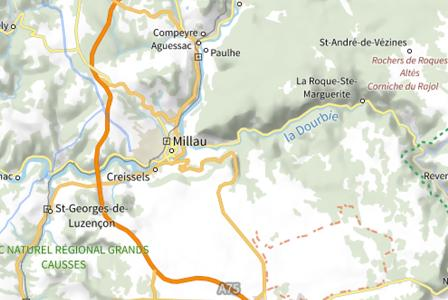 Compeyre
Aguessac
Paulhe
St-André-de-Vézines
Rochers de Roques
Altès
Corniche du Rajol
La Roque-Ste-
Marguerite
la Dourbie
Millau
Creissels
St-Georges-de-
Luzençon
C NATUREL RÉGIONAL GRANDS
CAUSSES
A75
Rever